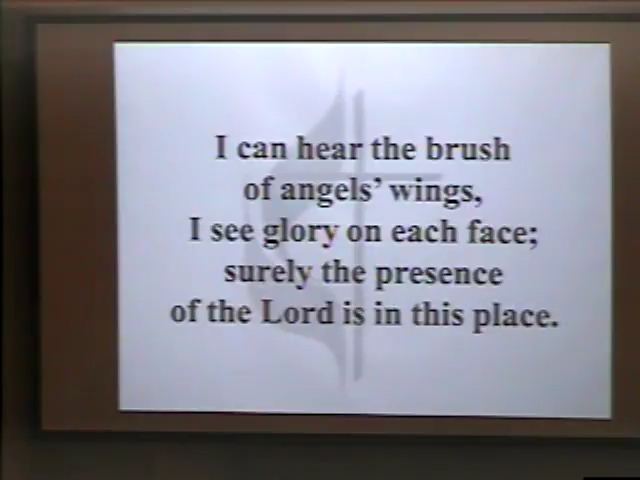 I can hear the brush
of angels’ wings,
I see glory on each face;
surely the presence
of the Lord is in this place.